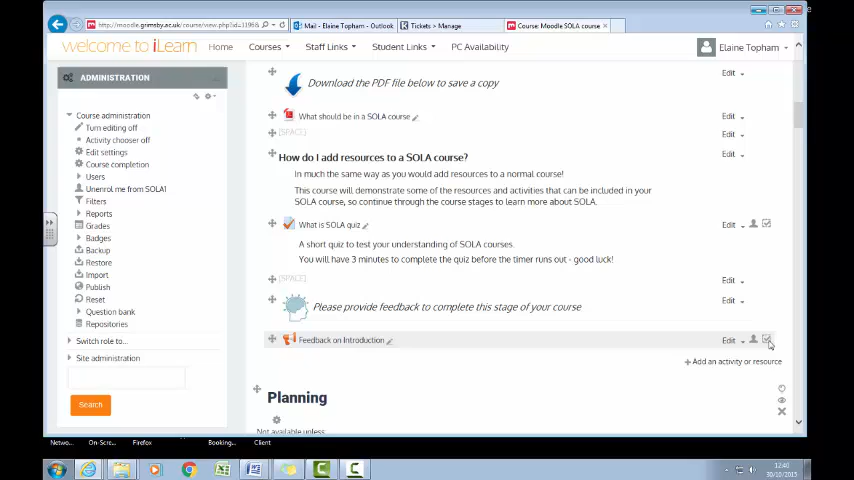 http://moodle.grimsby.ac.uk/course/view.php?id=11968
Mail - Elaine Topham - Outlook
Tickets > Manage
Course: Moodle SOLA course
welcome to iLearn
Home
Courses
Staff Links
Student Links
PC Availability
Elaine Topham
ADMINISTRATION
Course administration
Turn editing off
Activity chooser off
Edit settings
Course completion
Users
Unenrol me from SOLA1
Filters
Reports
Grades
Badges
Backup
Restore
Import
Publish
Reset
Question bank
Repositories
Switch role to...
Site administration
Search
Download the PDF file below to save a copy
Edit
What should be in a SOLA course
Edit
[SPACE]
Edit
How do I add resources to a SOLA course?
Edit
In much the same way as you would add resources to a normal course!
This course will demonstrate some of the resources and activities that can be included in your
SOLA course, so continue through the course stages to learn more about SOLA.
What is SOLA quiz
Edit
A short quiz to test your understanding of SOLA courses.
You will have 3 minutes to complete the quiz before the timer runs out - good luck!
[SPACE]
Edit
Please provide feedback to complete this stage of your course
Edit
Feedback on Introduction
Edit
Add an activity or resource
Planning
Not available unless
Netwo...
On-Scre...
Firefox
Booking...
Client
12:40
30/10/2015